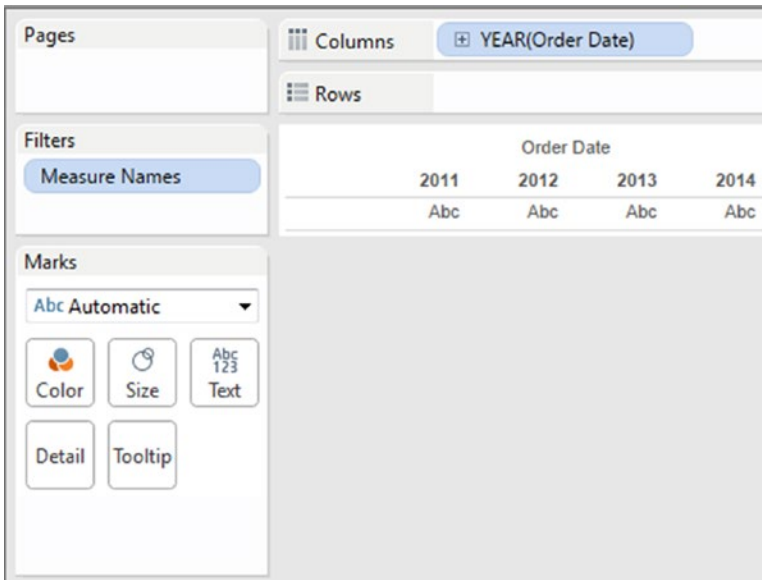 Pages
Columns
YEAR(Order Date)
Rows
Filters
Measure Names
Order Date
2011 2012 2013 2014
Abc Abc Abc Abc
Marks
Abc Automatic
Abc
123
Color Size Text
Detail Tooltip